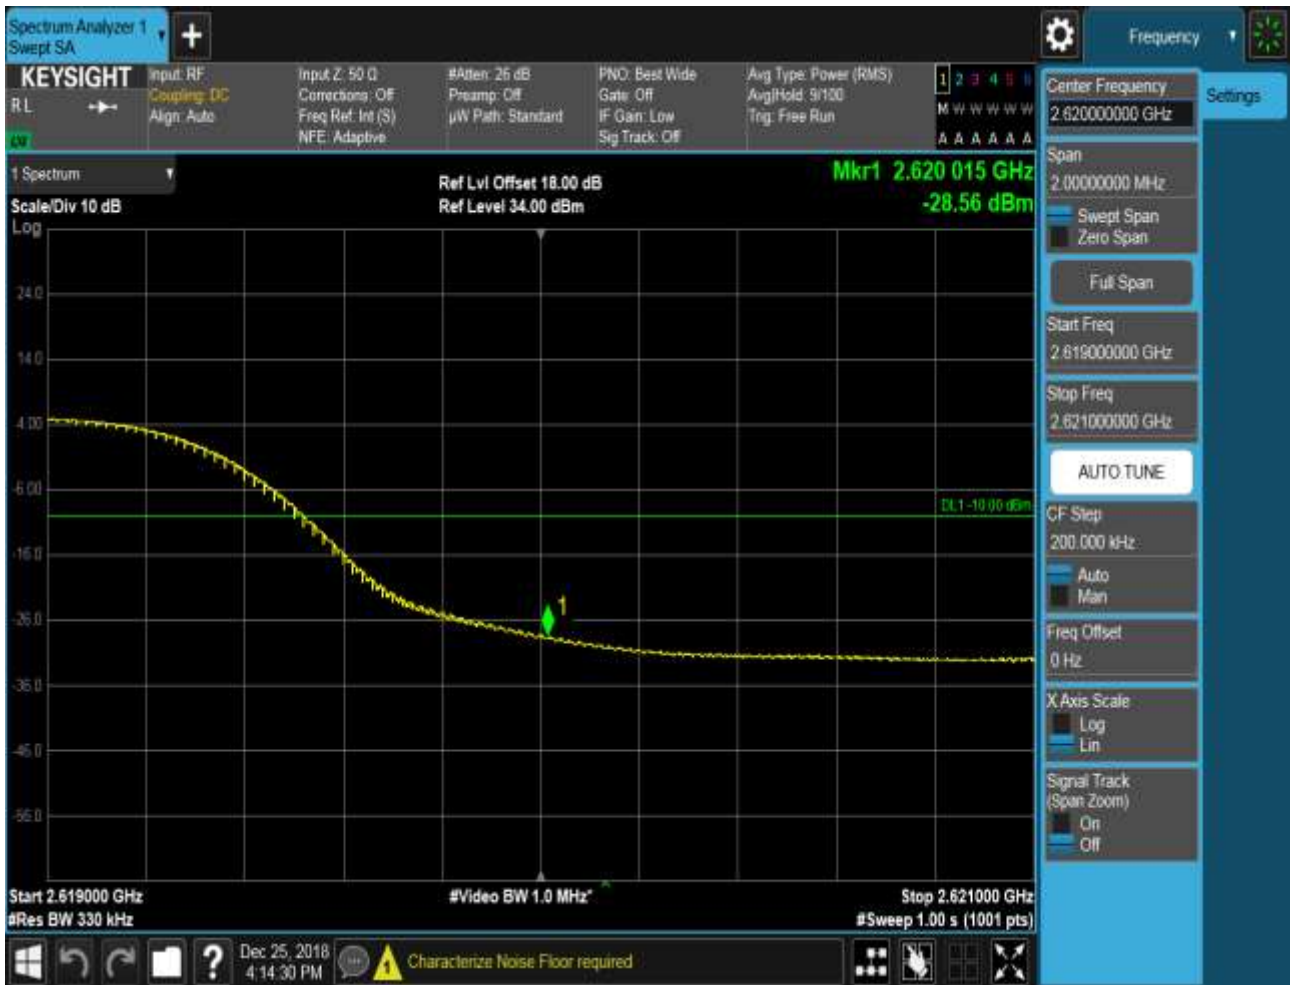 Spectrum Analyzer 1
Swept SA
Frequency
KEYSIGHT
RL
Input: RF
Coupling: DC
Align: Auto
Input Z: 50 Ω
Corrections: Off
Freq Ref: Int (S)
NFE: Adaptive
#Atten: 26 dB
Preamp: Off
µW Path: Standard
PNO: Best Wide
Gate: Off
IF Gain: Low
Sig Track: Off
Avg Type: Power (RMS)
Avg|Hold: 9/100
Trig: Free Run
1 2 3 4 5 6
M W W W W W
A A A A A A
Settings
1 Spectrum
Scale/Div 10 dB
Ref Lvl Offset 18.00 dB
Ref Level 34.00 dBm
Mkr1 2.620 015 GHz
-28.56 dBm
Log
24.0
14.0
4.00
-6.00
-16.0
-26.0
-36.0
-46.0
-56.0
DL1 -10.00 dBm
1
Start 2.619000 GHz
#Video BW 1.0 MHz*
Stop 2.621000 GHz
#Res BW 330 kHz
#Sweep 1.00 s (1001 pts)
Center Frequency
2.620000000 GHz
Span
2.00000000 MHz
Swept Span
Zero Span
Full Span
Start Freq
2.619000000 GHz
Stop Freq
2.621000000 GHz
AUTO TUNE
CF Step
200.000 kHz
Auto
Man
Freq Offset
0 Hz
X Axis Scale
Log
Lin
Signal Track
(Span Zoom)
On
Off
?
Dec 25, 2018
4:14:30 PM
Characterize Noise Floor required